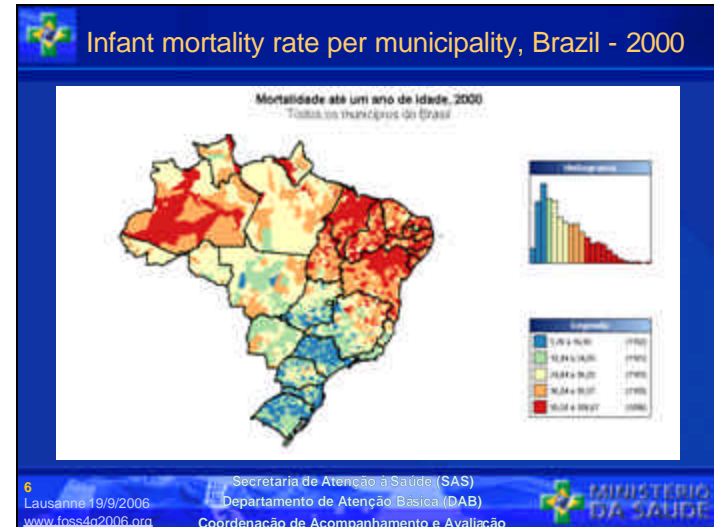 Infant mortality rate per municipality, Brazil - 2000
Mortalidade até um ano de idade, 2000
Todos os municípios do Brasil
Histograma
Legenda
6
Lausanne 19/9/2006
www.foss4g2006.org
Secretaria de Atenção à Saúde (SAS)
Departamento de Atenção Básica (DAB)
Coordenação de Acompanhamento e Avaliação
MINISTÉRIO
DA SAÚDE